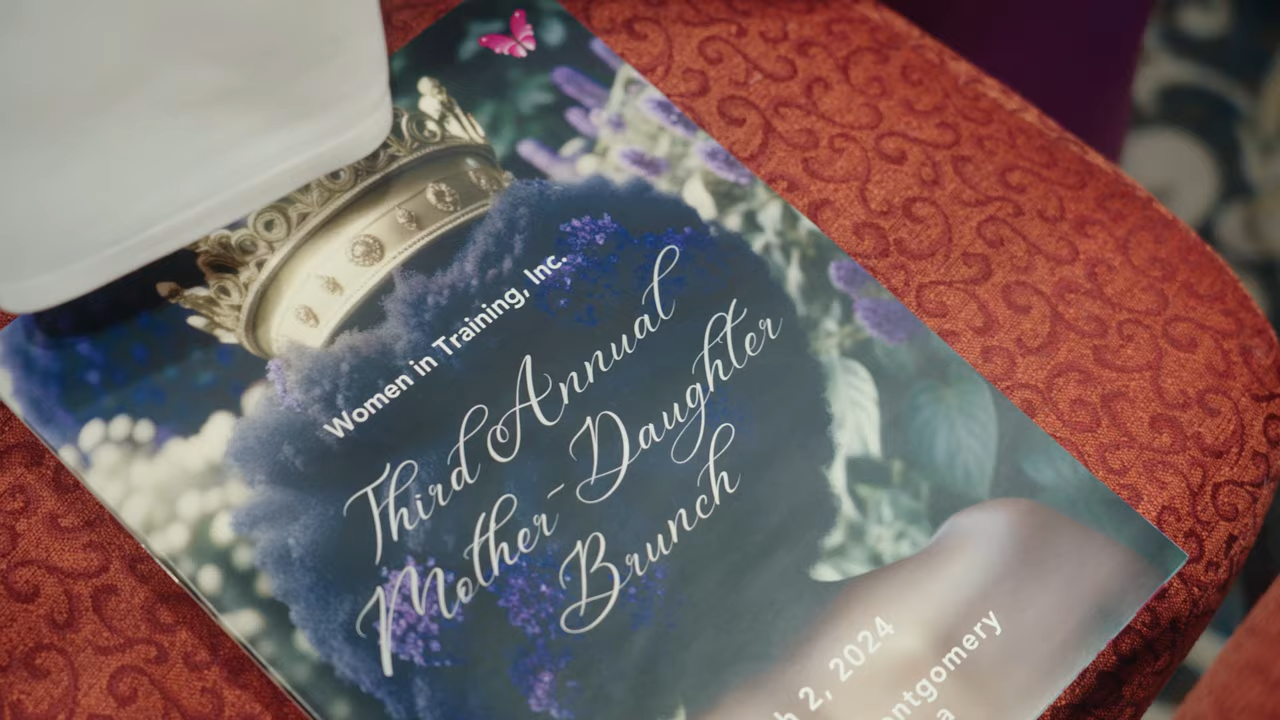 Women in Training, Inc.
Third Annual
Mother-Daughter
Brunch
h 2, 2024
ontgomery
a